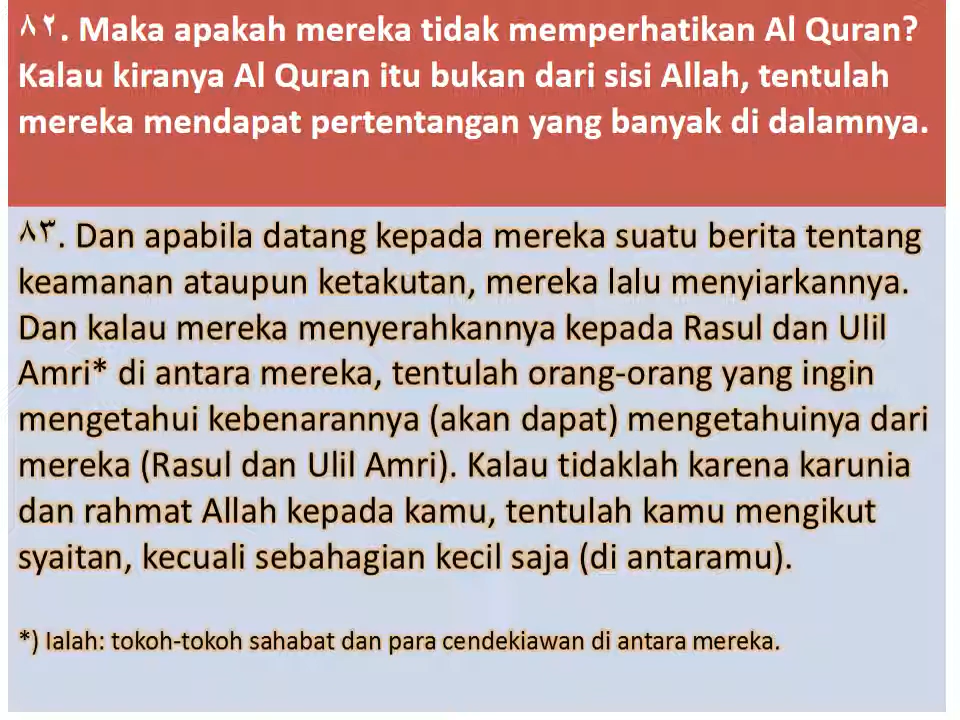 ٨٢. Maka apakah mereka tidak memperhatikan Al Quran?
Kalau kiranya Al Quran itu bukan dari sisi Allah, tentulah
mereka mendapat pertentangan yang banyak di dalamnya.
٨٣. Dan apabila datang kepada mereka suatu berita tentang
keamanan ataupun ketakutan, mereka lalu menyiarkannya.
Dan kalau mereka menyerahkannya kepada Rasul dan Ulil
Amri* di antara mereka, tentulah orang-orang yang ingin
mengetahui kebenarannya (akan dapat) mengetahuinya dari
mereka (Rasul dan Ulil Amri). Kalau tidaklah karena karunia
dan rahmat Allah kepada kamu, tentulah kamu mengikut
syaitan, kecuali sebahagian kecil saja (di antaramu).
*) Ialah: tokoh-tokoh sahabat dan para cendekiawan di antara mereka.